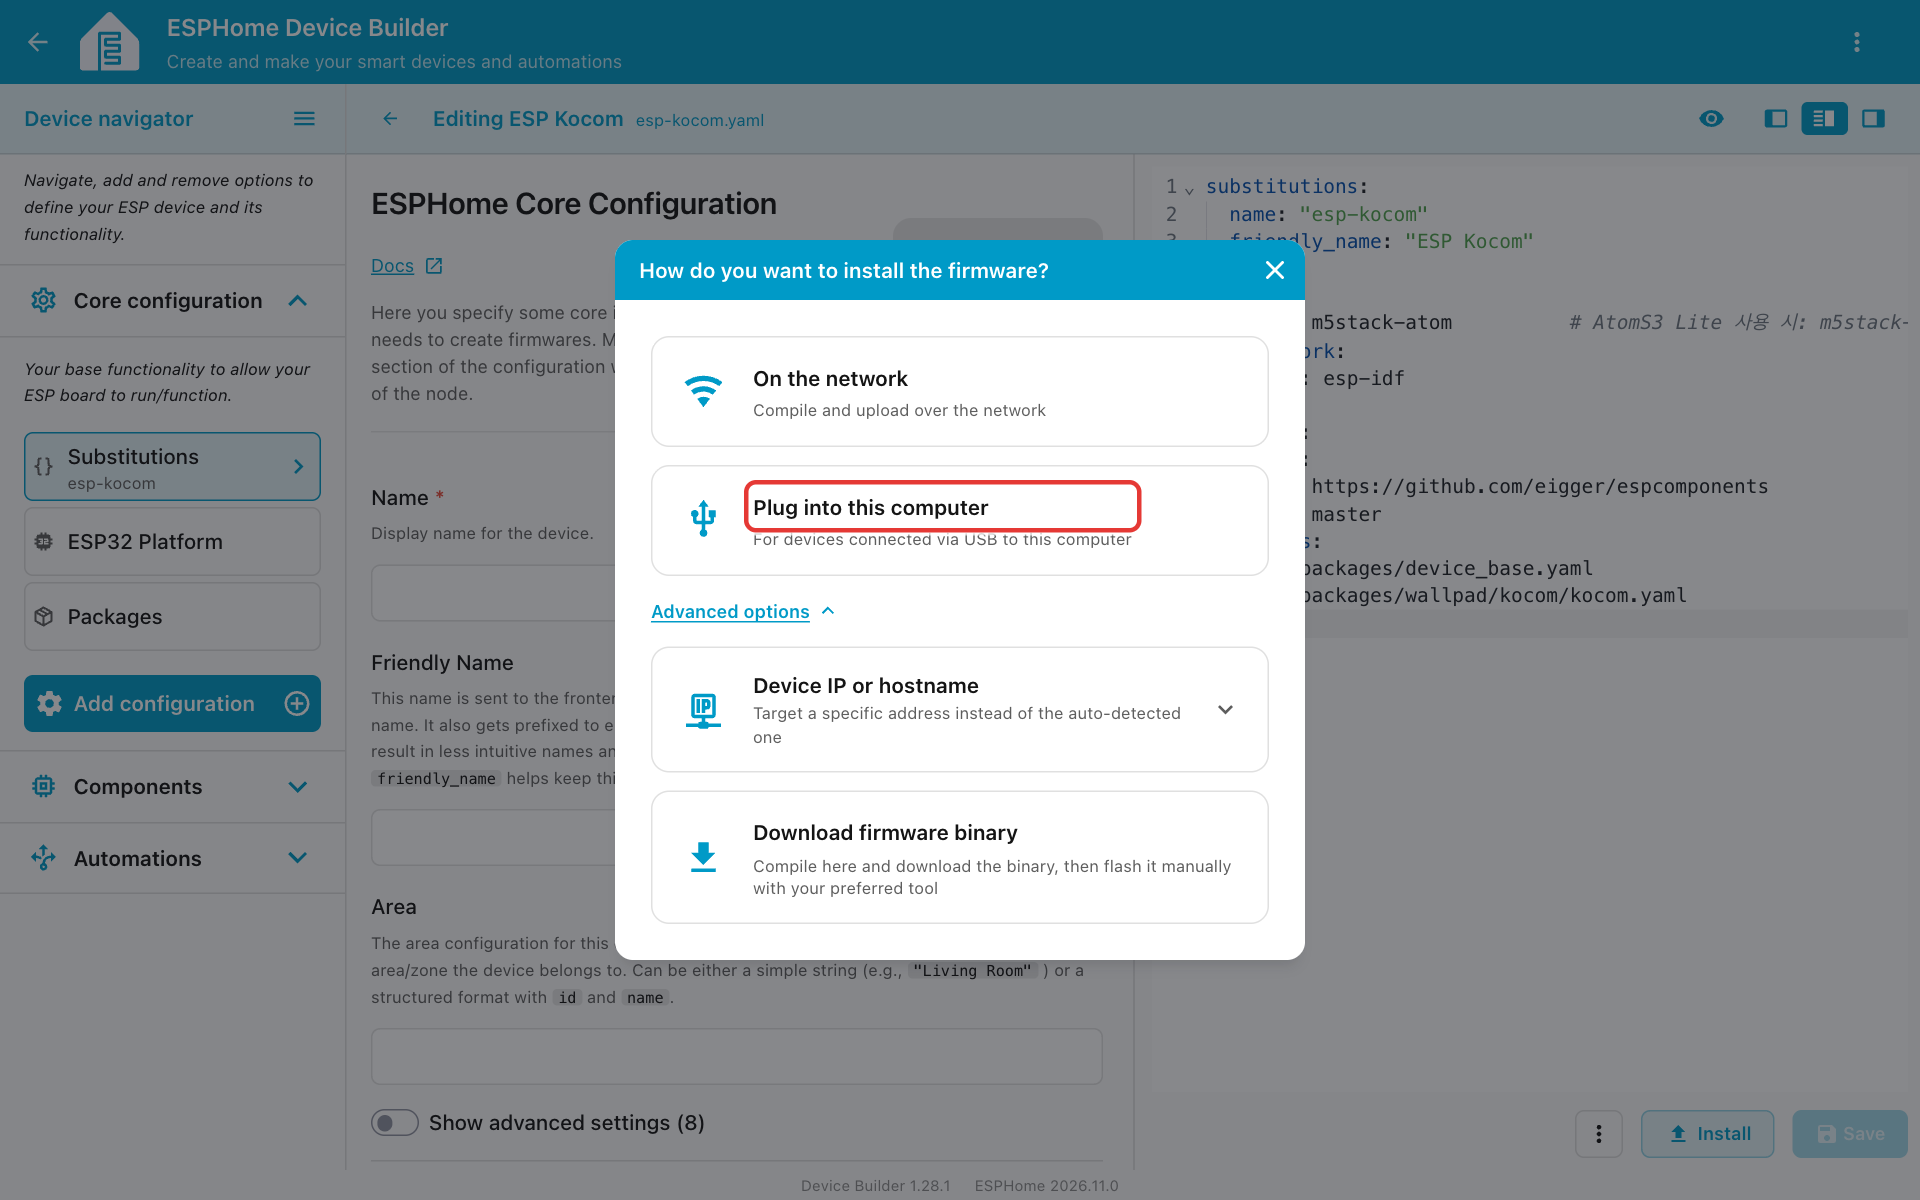 ESPHome Device Builder
Create and make your smart devices and automations
Device navigator
Editing ESP Kocom esp-kocom.yaml
Navigate, add and remove options to
define your ESP device and its
functionality.
Core configuration
Your base functionality to allow your
ESP board to run/function.
{} Substitutions
esp-kocom
ESP32 Platform
Packages
Add configuration
Components
Automations
ESPHome Core Configuration
Docs
Here you specify some core
needs to create firmwares.
section of the configuration
of the node.
Name *
Display name for the device.
Friendly Name
This name is sent to the
name. It also gets prefixed to
result in less intuitive names
friendly_name helps keep
Area
The area configuration for this
area/zone the device belongs to. Can be either a simple string (e.g., "Living Room" ) or a
structured format with id and name .
Show advanced settings (8)
How do you want to install the firmware?
On the network
Compile and upload over the network
Plug into this computer
For devices connected via USB to this computer
Advanced options
IP
Device IP or hostname
Target a specific address instead of the auto-detected
one
Download firmware binary
Compile here and download the binary, then flash it manually
with your preferred tool
1 substitutions:
2 name: "esp-kocom"
friendly_name: "ESP Kocom"
m5stack-atom # AtomS3 Lite 사용 시: m5stack-
: esp-idf
https://github.com/eigger/espcomponents
master
packages/device_base.yaml
packages/wallpad/kocom/kocom.yaml
Install
Save
Device Builder 1.28.1 ESPHome 2026.11.0